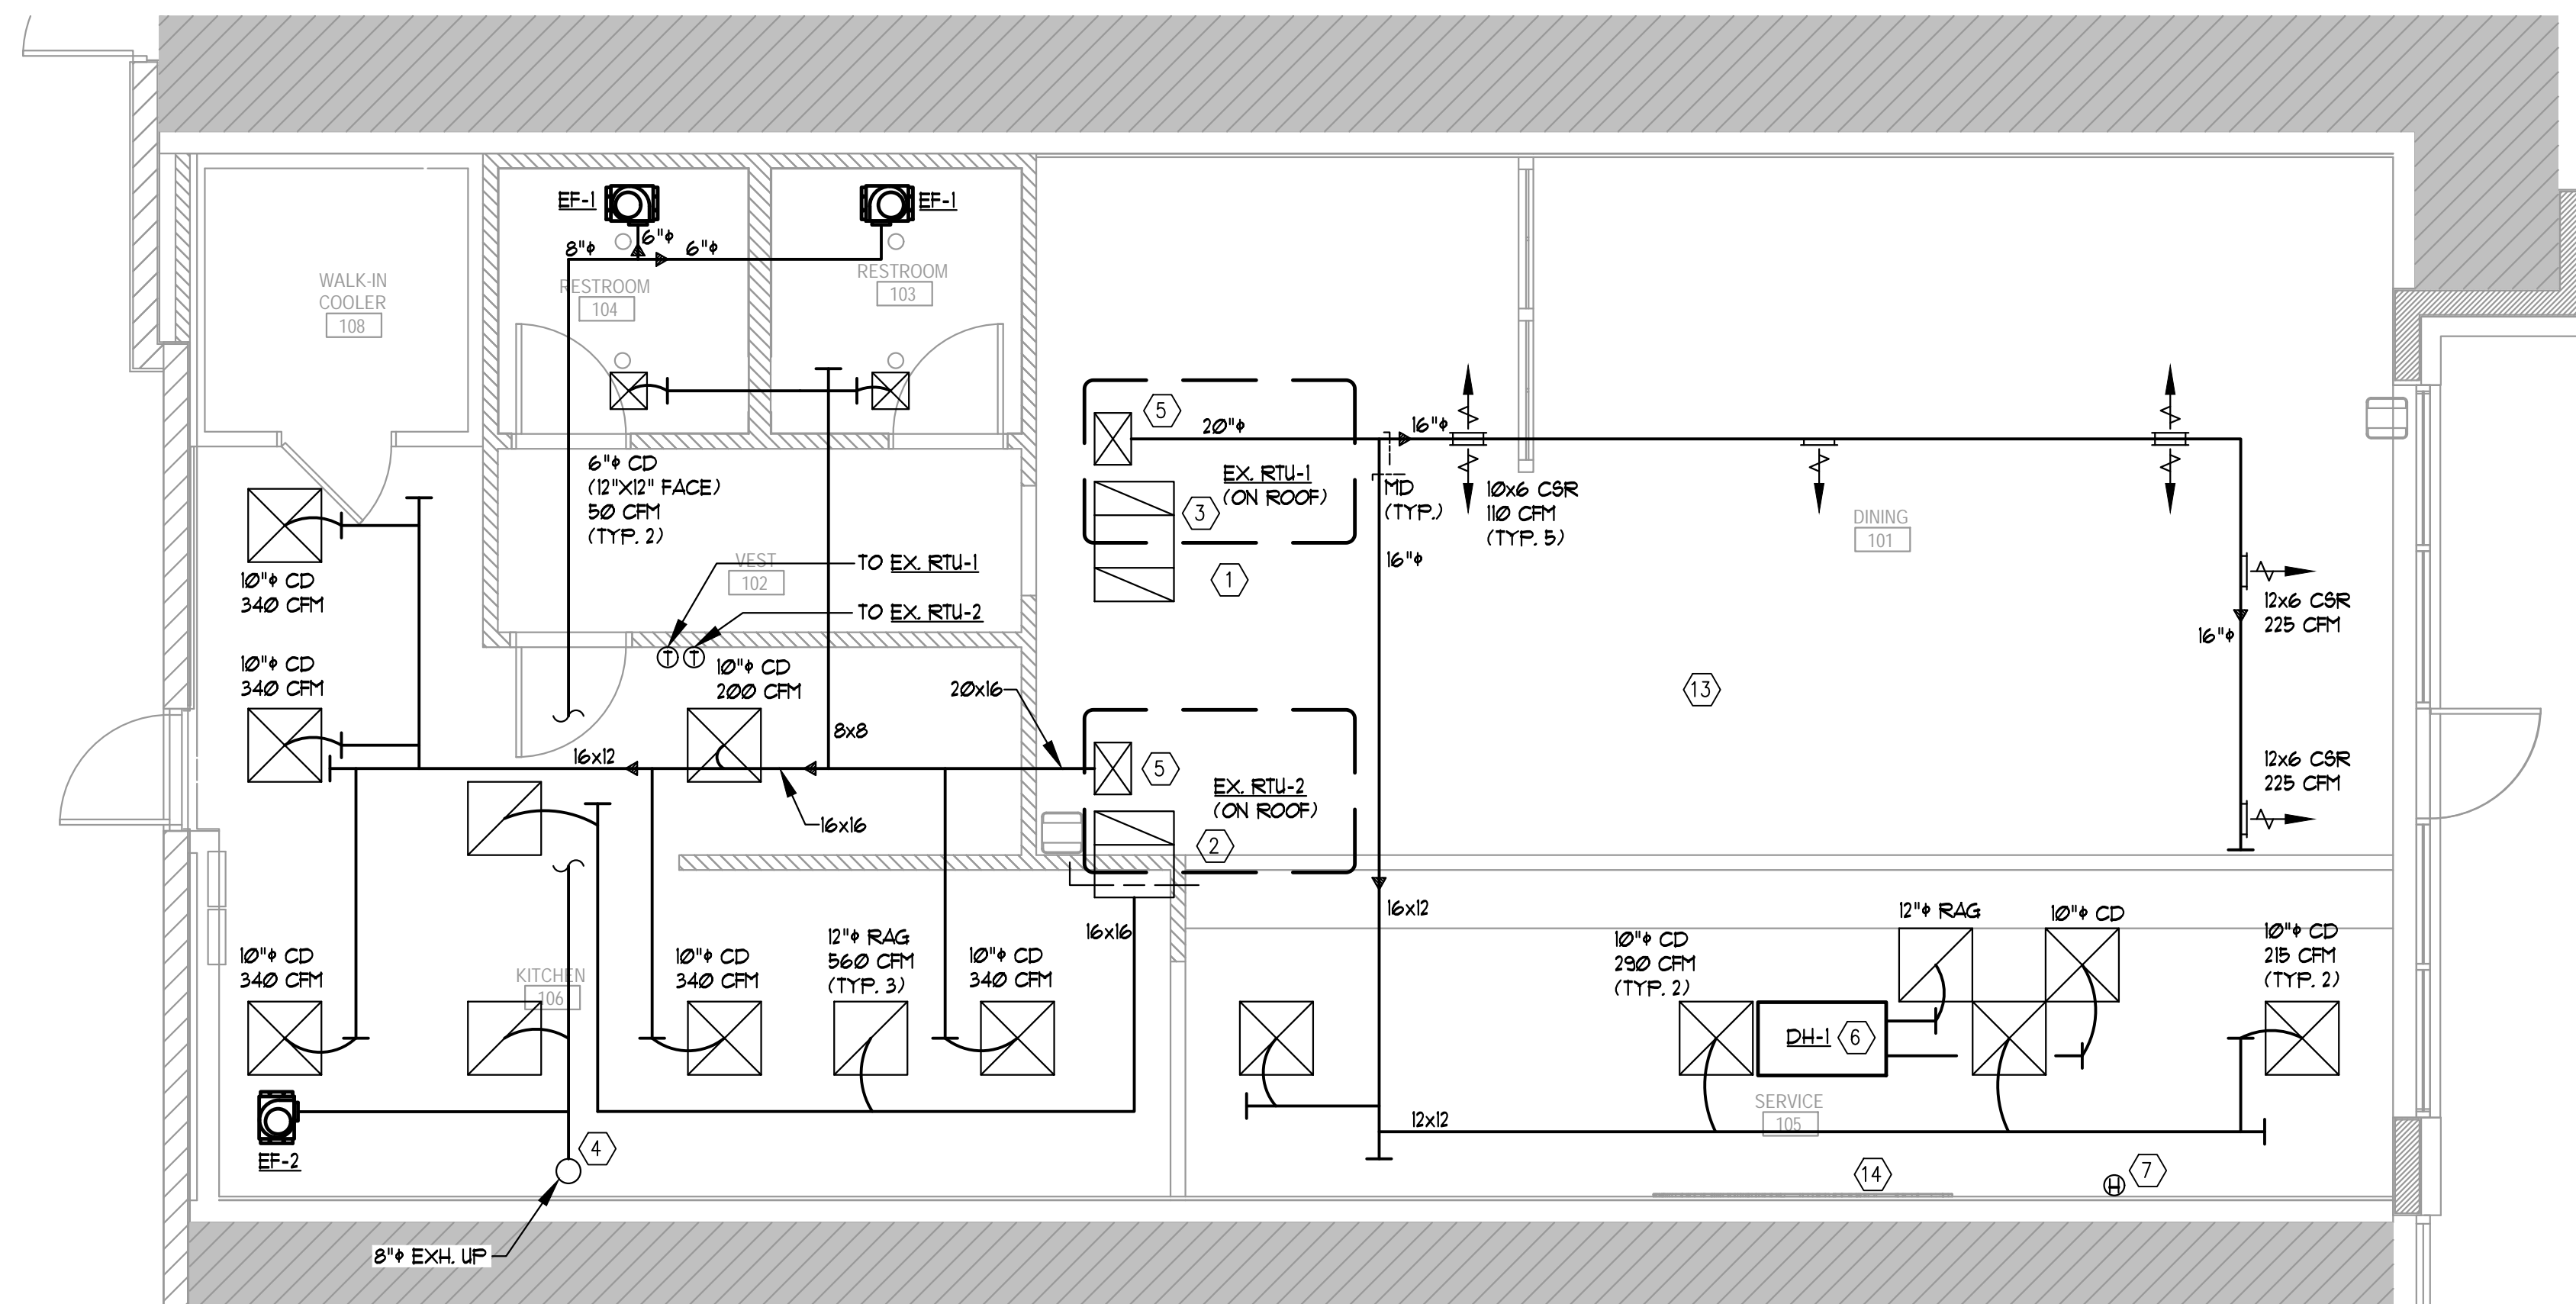 EF-1
EF-1
6"ϕ
8"ϕ
6"ϕ
RESTROOM
103
WALK-IN
COOLER
108
RESTROOM
104
5
16"ϕ
20"ϕ
6"ϕ CD
(12"X12" FACE)
50 CFM
(TYP. 2)
EX. RTU-1
(ON ROOF)
3
MD
(TYP.)
10x6 CSR
110 CFM
(TYP. 5)
DINING
101
VEST
102
TO EX. RTU-1
1
16"ϕ
10"ϕ CD
340 CFM
12x6 CSR
225 CFM
TO EX. RTU-2
16"ϕ
10"ϕ CD
340 CFM
T
T
10"ϕ CD
200 CFM
20x16
13
8x8
16x12
5
12x6 CSR
225 CFM
EX. RTU-2
(ON ROOF)
16x16
2
16x12
12"ϕ RAG
10"ϕ CD
16x16
10"ϕ CD
340 CFM
KITCHEN
106
10"ϕ CD
340 CFM
12"ϕ RAG
560 CFM
(TYP. 3)
10"ϕ CD
340 CFM
10"ϕ CD
290 CFM
(TYP. 2)
10"ϕ CD
215 CFM
(TYP. 2)
DH-1
6
SERVICE
105
12x12
4
EF-2
14
7
H
8"ϕ EXH. UP